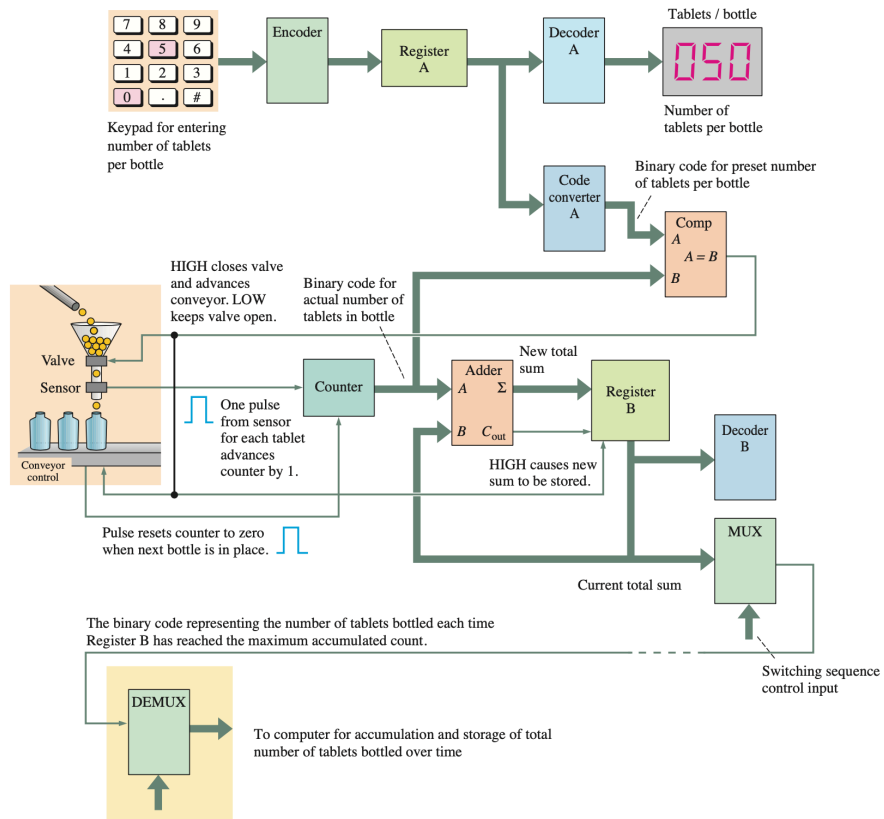 7 8 9
4 5 6
1 2 3
0 . #
Keypad for entering
number of tablets
per bottle
Encoder
Register
A
Decoder
A
Tablets / bottle
050
Number of
tablets per bottle
Code
converter
A
Binary code for preset number
of tablets per bottle
Comp
A
A = B
B
HIGH closes valve
and advances
conveyor. LOW
keeps valve open.
Binary code for
actual number of
tablets in bottle
Valve
Sensor
Conveyor
control
One pulse
from sensor
for each tablet
advances
counter by 1.
Counter
Adder
A Σ
B Cout
New total
sum
Register
B
HIGH causes new
sum to be stored.
Decoder
B
Pulse resets counter to zero
when next bottle is in place.
MUX
Current total sum
Switching sequence
control input
The binary code representing the number of tablets bottled each time
Register B has reached the maximum accumulated count.
DEMUX
To computer for accumulation and storage of total
number of tablets bottled over time